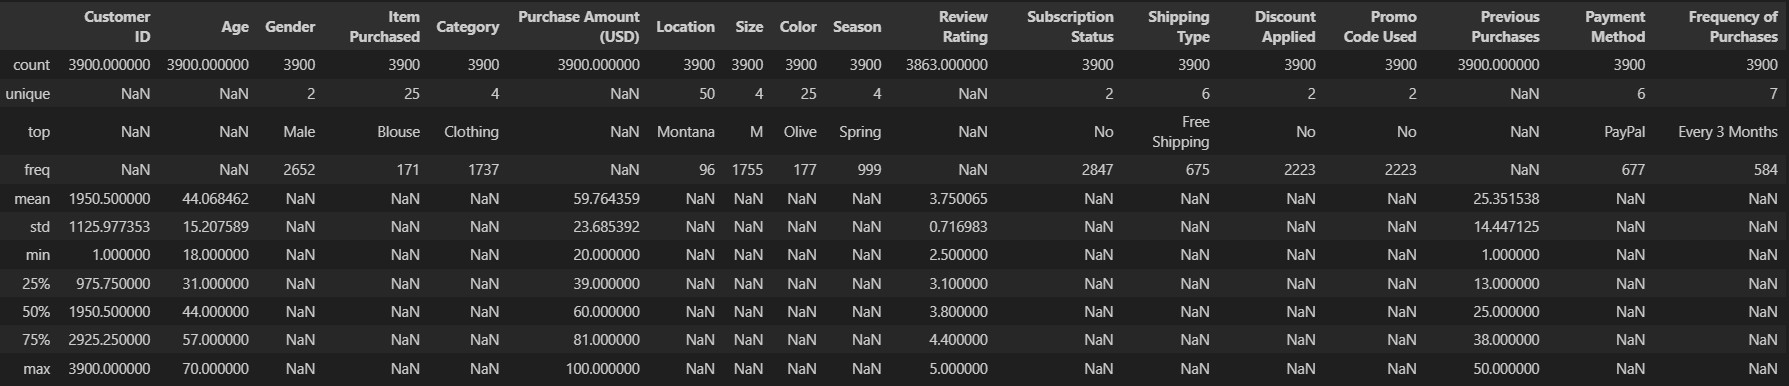 Customer ID Age Gender Item Purchased Category Purchase Amount (USD) Location Size Color Season Review Rating Subscription Status Shipping Type Discount Applied Promo Code Used Previous Purchases Payment Method Frequency of Purchases
count 3900.000000 3900.000000 3900 3900 3900 3900.000000 3900 3900 3900 3900 3863.000000 3900 3900 3900 3900 3900.000000 3900 3900
unique NaN NaN 2 25 4 NaN 50 4 25 4 NaN 2 6 2 2 NaN 6 7
top NaN NaN Male Blouse Clothing NaN Montana M Olive Spring NaN No Free Shipping No No NaN PayPal Every 3 Months
freq NaN NaN 2652 171 1737 NaN 96 1755 177 999 NaN 2847 675 2223 2223 NaN 677 584
mean 1950.500000 44.068462 NaN NaN NaN 59.764359 NaN NaN NaN NaN 3.750065 NaN NaN NaN NaN 25.351538 NaN NaN
std 1125.977353 15.207589 NaN NaN NaN 23.685392 NaN NaN NaN NaN 0.716983 NaN NaN NaN NaN 14.447125 NaN NaN
min 1.000000 18.000000 NaN NaN NaN 20.000000 NaN NaN NaN NaN 2.500000 NaN NaN NaN NaN 1.000000 NaN NaN
25% 975.750000 31.000000 NaN NaN NaN 39.000000 NaN NaN NaN NaN 3.100000 NaN NaN NaN NaN 13.000000 NaN NaN
50% 1950.500000 44.000000 NaN NaN NaN 60.000000 NaN NaN NaN NaN 3.800000 NaN NaN NaN NaN 25.000000 NaN NaN
75% 2925.250000 57.000000 NaN NaN NaN 81.000000 NaN NaN NaN NaN 4.400000 NaN NaN NaN NaN 38.000000 NaN NaN
max 3900.000000 70.000000 NaN NaN NaN 100.000000 NaN NaN NaN NaN 5.000000 NaN NaN NaN NaN 50.000000 NaN NaN